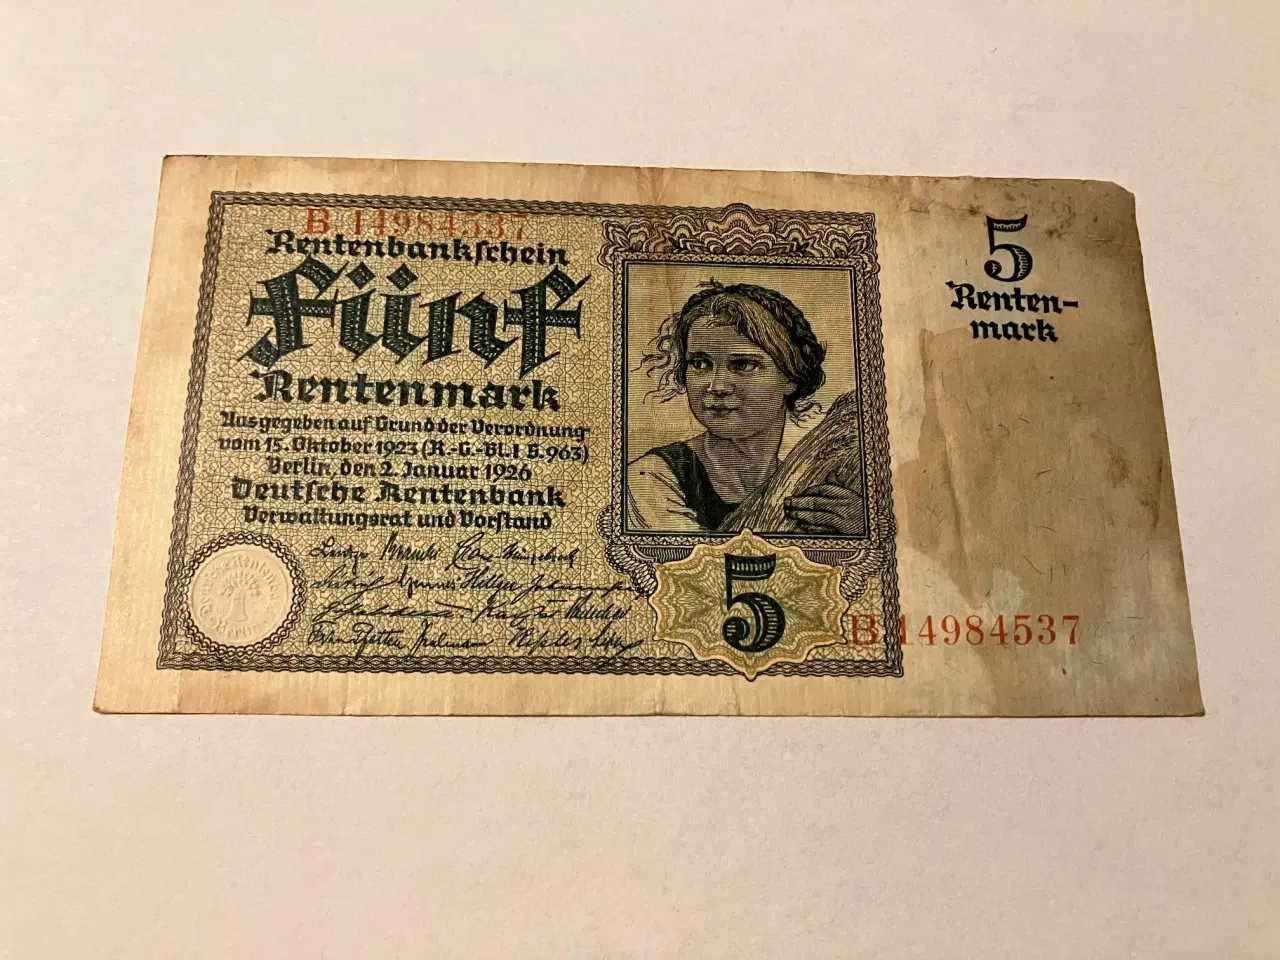 B 14984537
Rentenbankschein
Fünf
Rentenmark
Ausgegeben auf Grund der Verordnung
vom 15. Oktober 1923 (R.-G.-Bl. I S. 963)
Berlin, den 2. Januar 1926
Deutsche Rentenbank
Verwaltungsrat und Vorstand
5
5
Renten-
mark
B 14984537